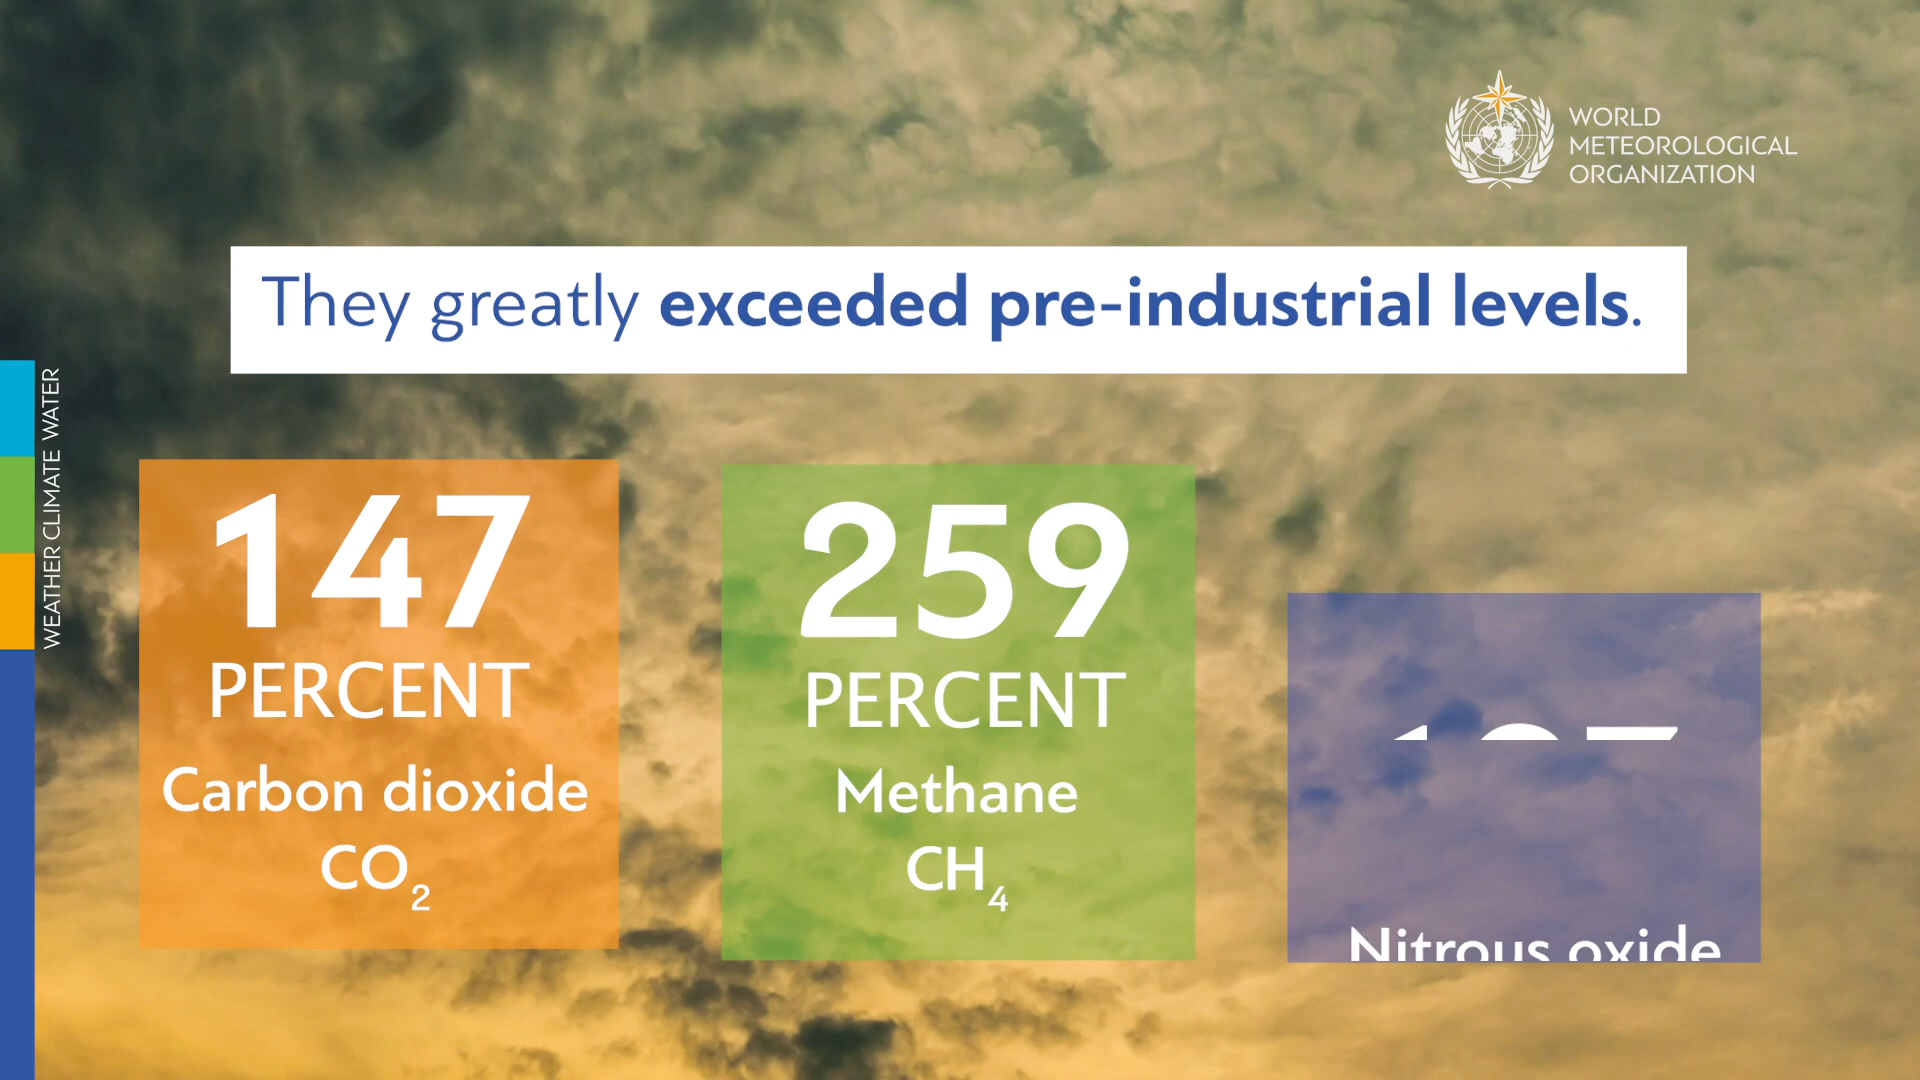 WORLD
METEOROLOGICAL
ORGANIZATION
They greatly exceeded pre-industrial levels.
WEATHER CLIMATE WATER
147
PERCENT
Carbon dioxide
CO₂
259
PERCENT
Methane
CH₄
Nitrous oxide